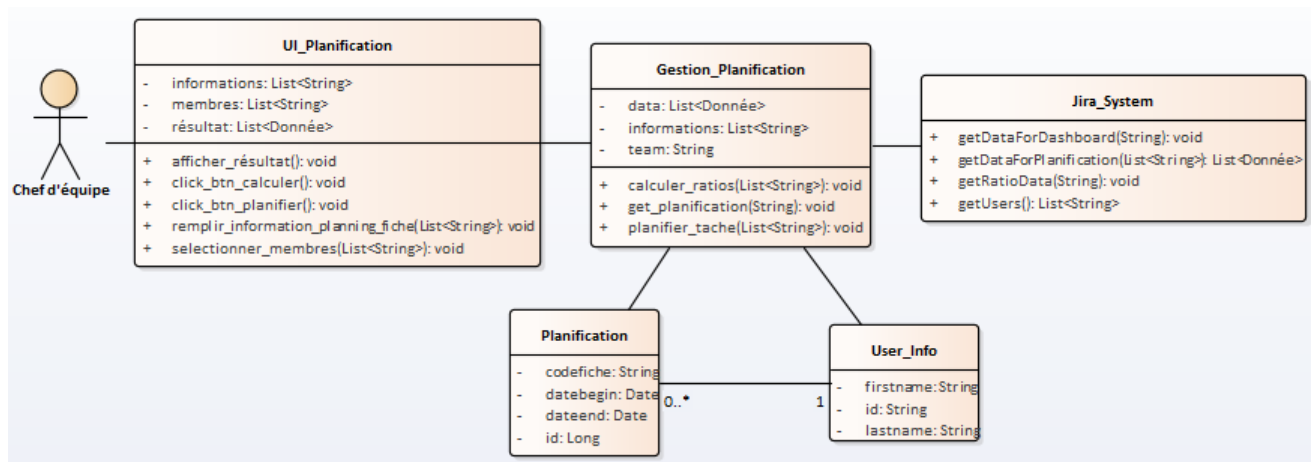 UI_Planification
- informations: List<String>
- membres: List<String>
- résultat: List<Donnée>
+ afficher_résultat(): void
+ click_btn_calculer(): void
+ click_btn_planifier(): void
+ remplir_information_planning_fiche(List<String>): void
+ selectionner_membres(List<String>): void
Chef d'équipe
Gestion_Planification
- data: List<Donnée>
- informations: List<String>
- team: String
+ calculer_ratios(List<String>): void
+ get_planification(String): void
+ planifier_tache(List<String>): void
Jira_System
+ getDataForDashboard(String): void
+ getDataForPlanification(List<String>): List<Donnée>
+ getRatioData(String): void
+ getUsers(): List<String>
Planification
- codefiche: String
- datebegin: Date
- dateend: Date
- id: Long
0..*
1
User_Info
- firstname: String
- id: String
- lastname: String